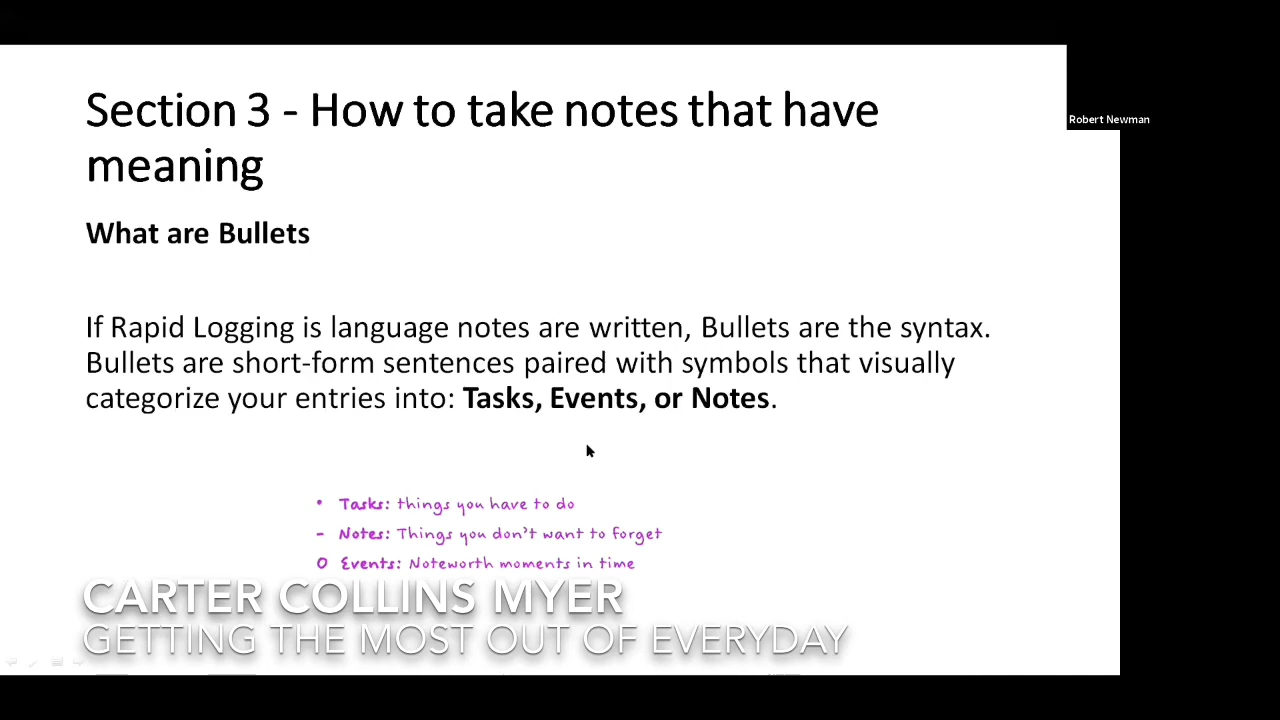 Section 3 - How to take notes that have
meaning
Robert Newman
What are Bullets
If Rapid Logging is language notes are written, Bullets are the syntax.
Bullets are short-form sentences paired with symbols that visually
categorize your entries into: Tasks, Events, or Notes.
• Tasks: things you have to do
- Notes: Things you don't want to forget
O Events: Noteworth moments in time
CARTER COLLINS MYER
GETTING THE MOST OUT OF EVERYDAY